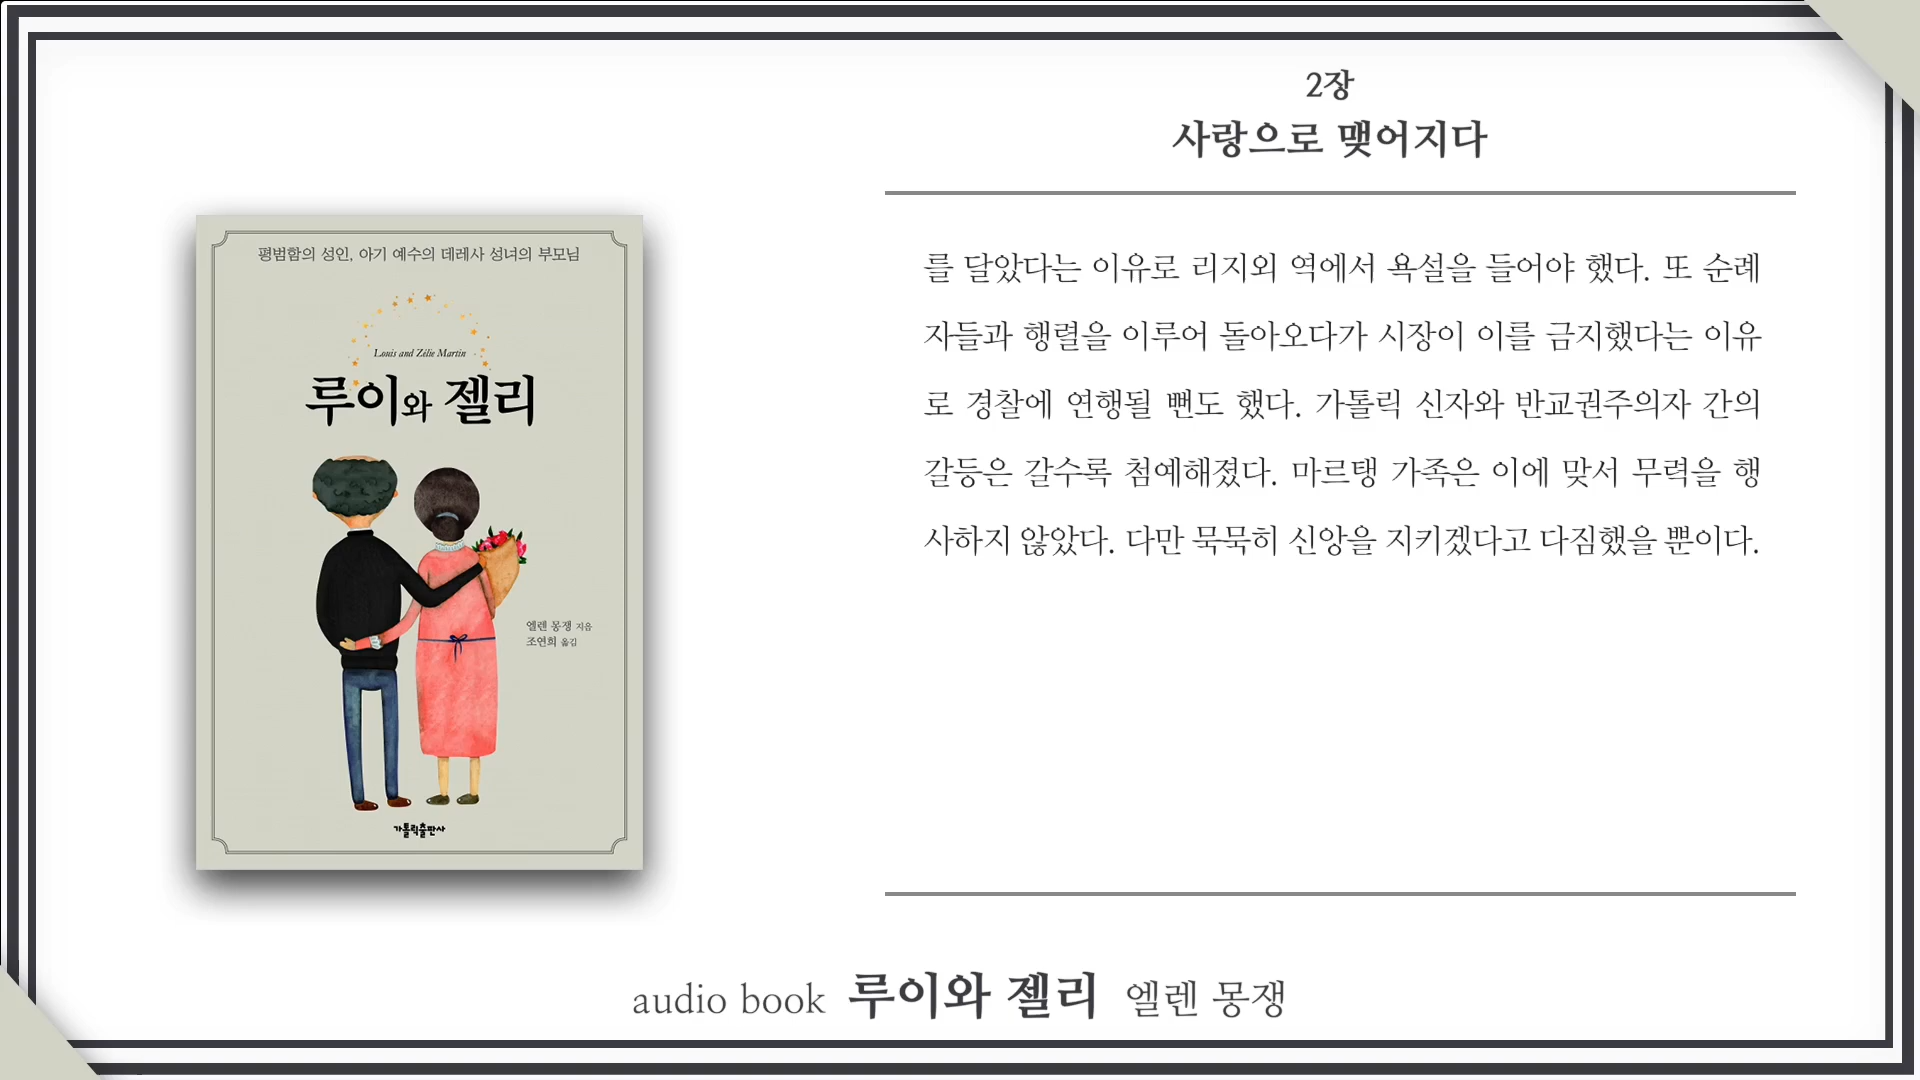 2장
사랑으로 맺어지다
평범함의 성인, 아기 예수의 데레사 성녀의 부모님
Louis and Zélie Martin
루이와 젤리
엘렌 몽쟁 지음
조연희 옮김
가톨릭출판사
를 달았다는 이유로 리지외 역에서 욕설을 들어야 했다. 또 순례
자들과 행렬을 이루어 돌아오다가 시장이 이를 금지했다는 이유
로 경찰에 연행될 뻔도 했다. 가톨릭 신자와 반교권주의자 간의
갈등은 갈수록 첨예해졌다. 마르탱 가족은 이에 맞서 무력을 행
사하지 않았다. 다만 묵묵히 신앙을 지키겠다고 다짐했을 뿐이다.
audio book 루이와 젤리 엘렌 몽쟁